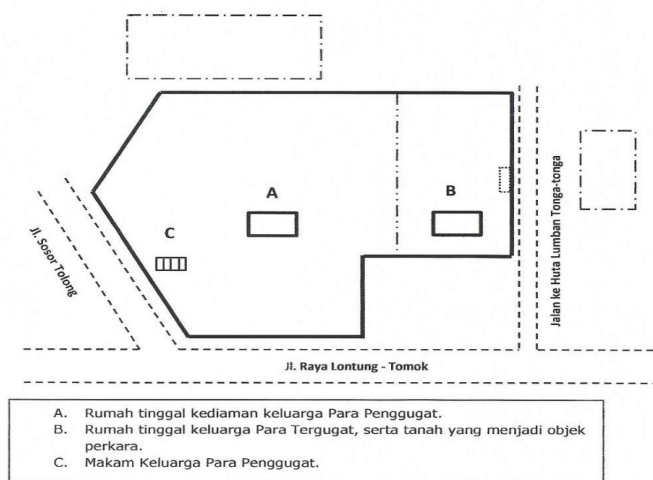 A
B
C
Jl. Sosor Tolong
Jalan ke Huta Lumban Tonga-tonga
Jl. Raya Lontung - Tomok
A. Rumah tinggal kediaman keluarga Para Penggugat.
B. Rumah tinggal keluarga Para Tergugat, serta tanah yang menjadi objek
perkara.
C. Makam Keluarga Para Penggugat.